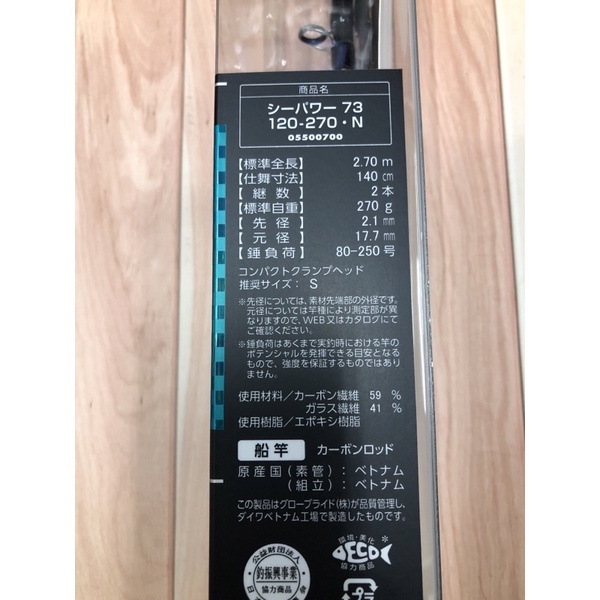 商品名
シーパワー 73
120-270・N
05500700
【標準全長】 2.70 m
【仕舞寸法】 140 cm
【継数】 2 本
【標準自重】 270 g
【先径】 2.1 mm
【元径】 17.7 mm
【錘負荷】 80-250 号
コンパクトクランプヘッド
推奨サイズ： S
※先径については、素材先端部の外径です。
元径については竿種により測定部が異
なりますので、WEB又はカタログにて
ご確認ください。
※錘負荷はあくまで実釣時における竿の
ポテンシャルを発揮できる目安となる
もので、強度を保証するものではあり
ません。
使用材料／カーボン繊維 59 %
ガラス繊維 41 %
使用樹脂／エポキシ樹脂
船竿 カーボンロッド
原産国（素管）：ベトナム
（組立）：ベトナム
この製品はグローブライド(株)が品質管理し、
ダイワベトナム工場で製造したものです。
公益財団法人
釣振興事業
協力商品
環境・美化
ECO
協力商品
プラ